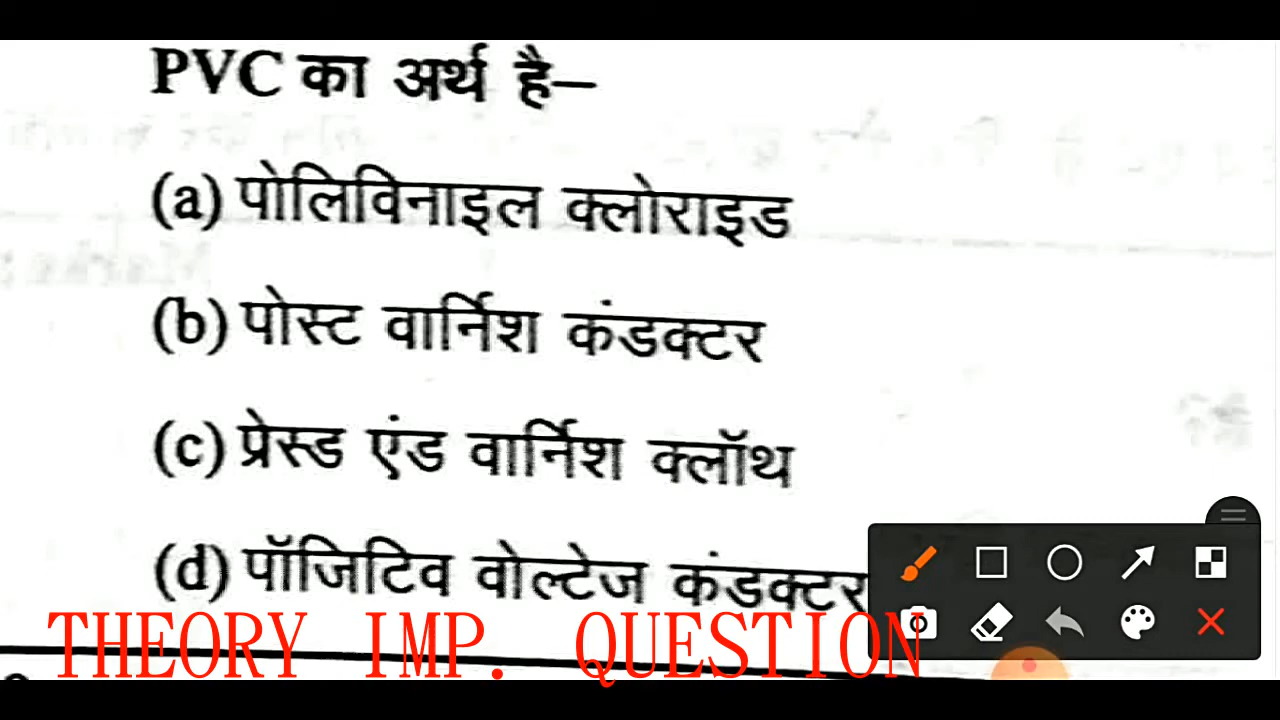 PVC का अर्थ है–
(a) पोलिविनाइल क्लोराइड
(b) पोस्ट वार्निश कंडक्टर
(c) प्रेस्ड एंड वार्निश क्लॉथ
(d) पॉजिटिव वोल्टेज कंडक्टर
THEORY IMP. QUESTION